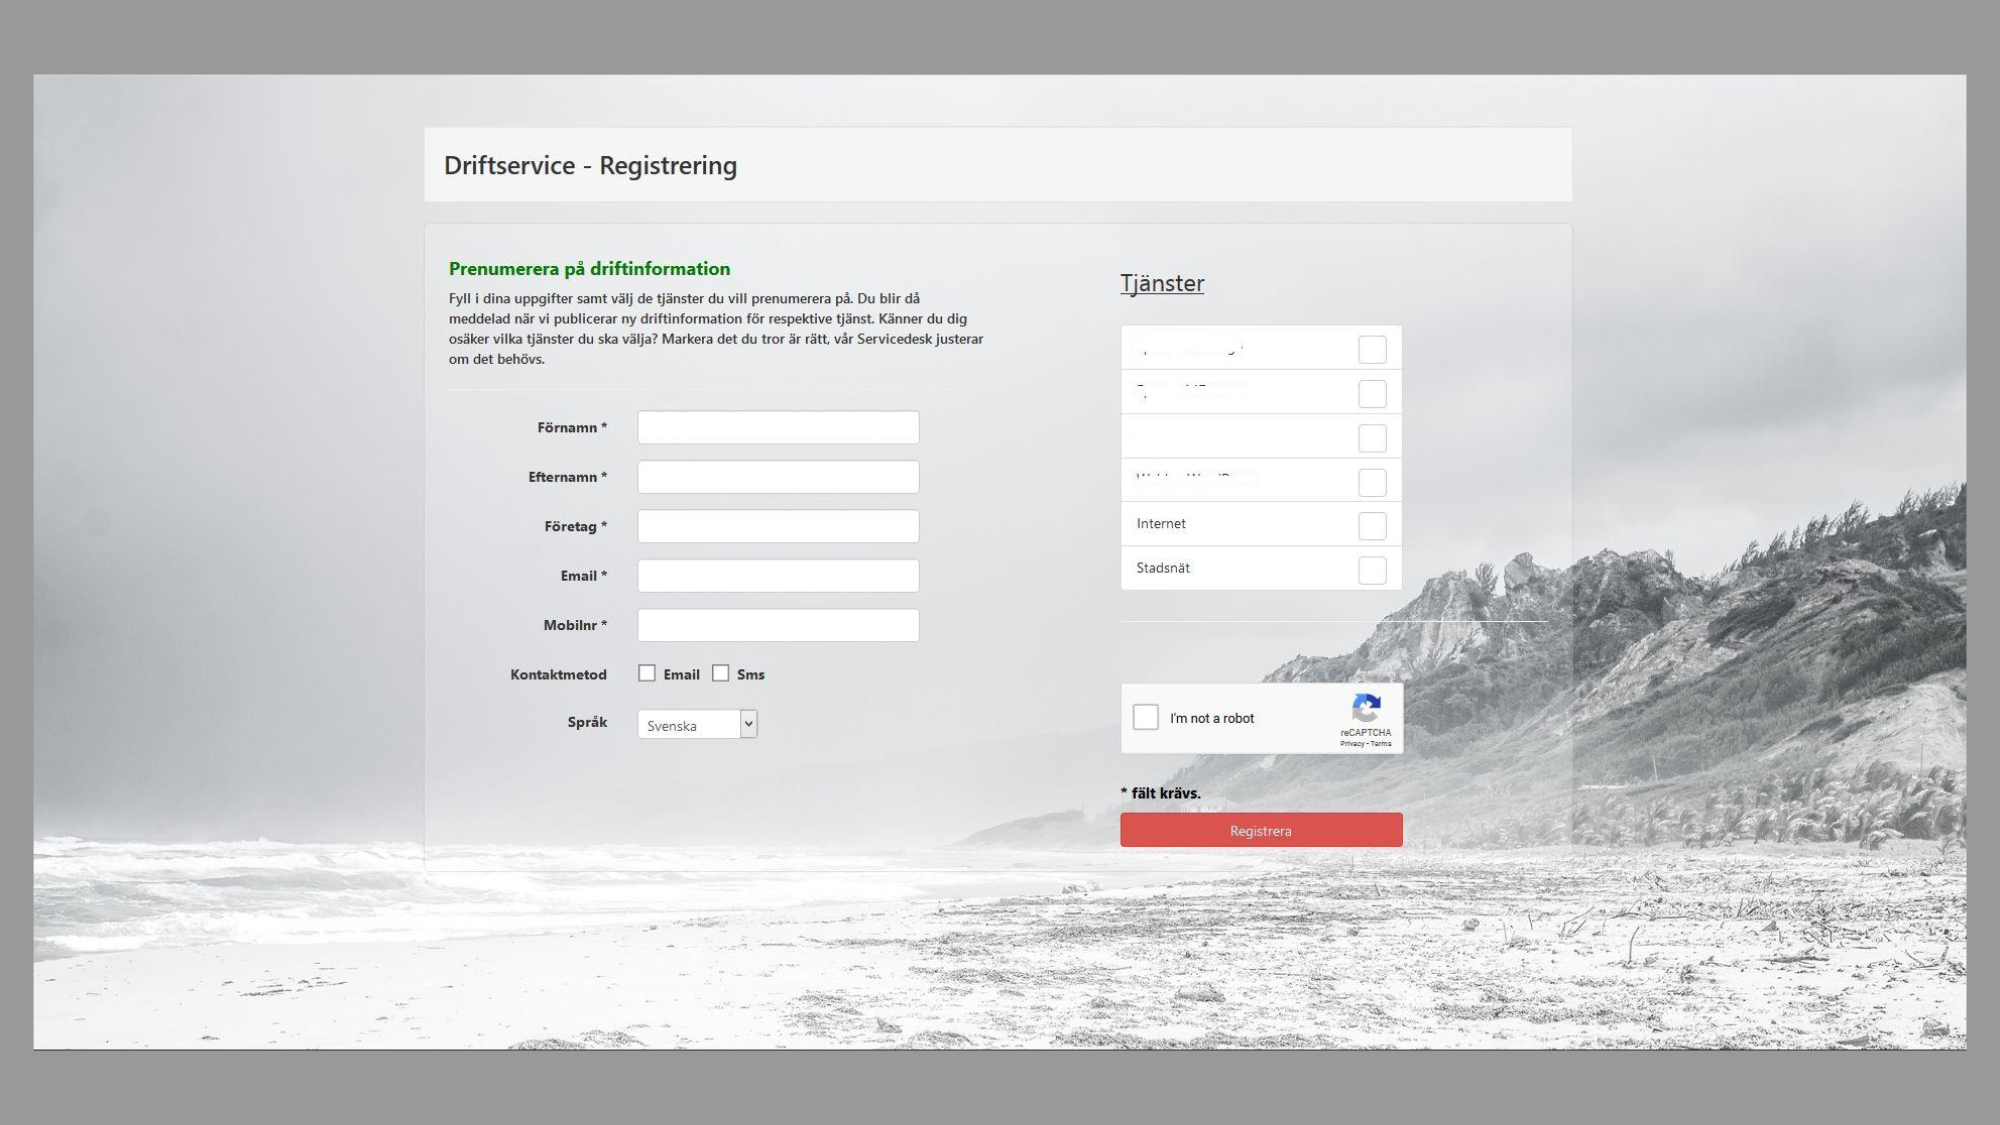 Driftservice - Registrering
Prenumerera på driftinformation
Fyll i dina uppgifter samt välj de tjänster du vill prenumerera på. Du blir då
meddelad när vi publicerar ny driftinformation för respektive tjänst. Känner du dig
osäker vilka tjänster du ska välja? Markera det du tror är rätt, vår Servicedesk justerar
om det behövs.
Förnamn *
Efternamn *
Företag *
Email *
Mobilnr *
Kontaktmetod Email Sms
Språk Svenska
Tjänster
Internet
Stadsnät
I'm not a robot
reCAPTCHA
Privacy - Terms
* fält krävs.
Registrera